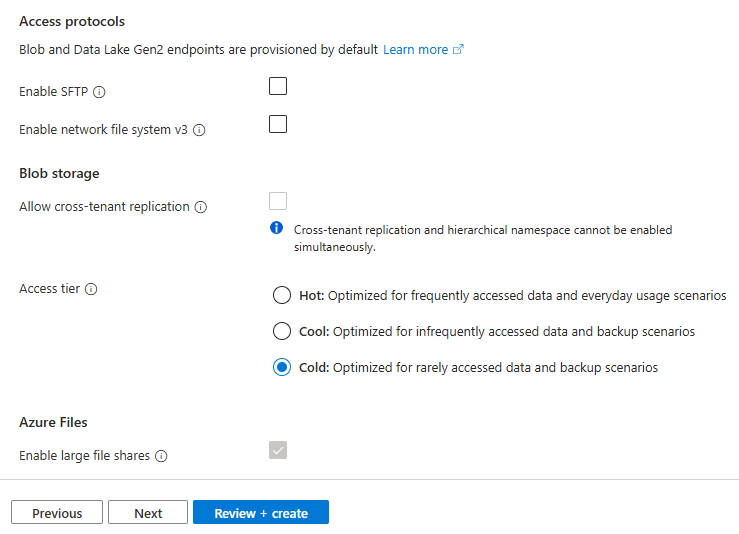 Access protocols
Blob and Data Lake Gen2 endpoints are provisioned by default Learn more
Enable SFTP
Enable network file system v3
Blob storage
Allow cross-tenant replication
Cross-tenant replication and hierarchical namespace cannot be enabled
simultaneously.
Access tier
Hot: Optimized for frequently accessed data and everyday usage scenarios
Cool: Optimized for infrequently accessed data and backup scenarios
Cold: Optimized for rarely accessed data and backup scenarios
Azure Files
Enable large file shares
Previous Next Review + create